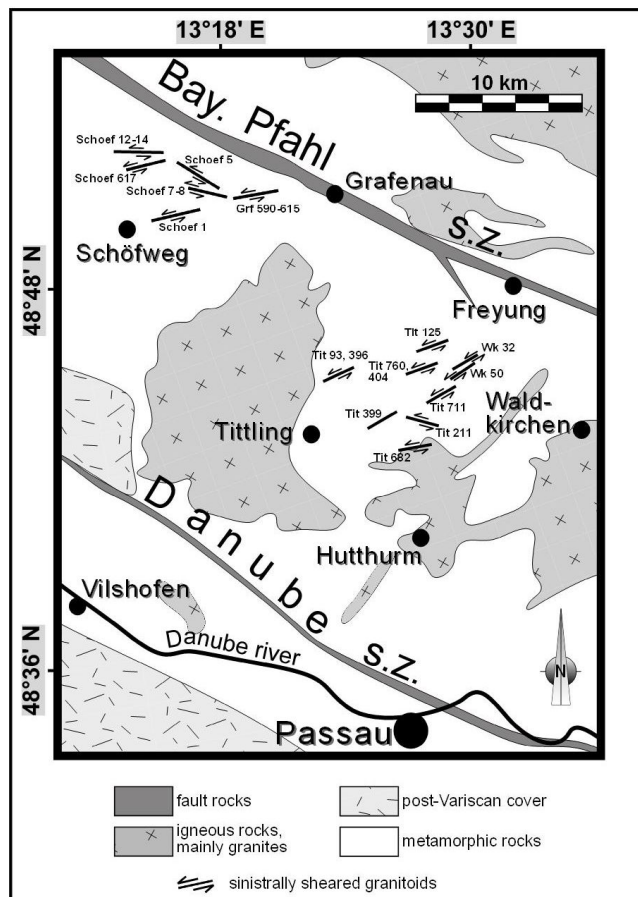 13°18' E
13°30' E
10 km
Bay. Pfahl
s.z.
Schoef 12-14
Schoef 5
Schoef 617
Schoef 7-8
Grafenau
Grf 590-615
Schoef 1
Schöfweg
48°48' N
Freyung
Tit 125
Wk 32
Tit 93, 396
Tit 760,
404
Wk 50
Tit 711
Wald-
kirchen
Tit 399
Tittling
Tit 211
Tit 682
Danube s.z.
Hutthurm
Vilshofen
Danube river
48°36' N
N
Passau
fault rocks
post-Variscan cover
igneous rocks,
mainly granites
metamorphic rocks
sinistrally sheared granitoids